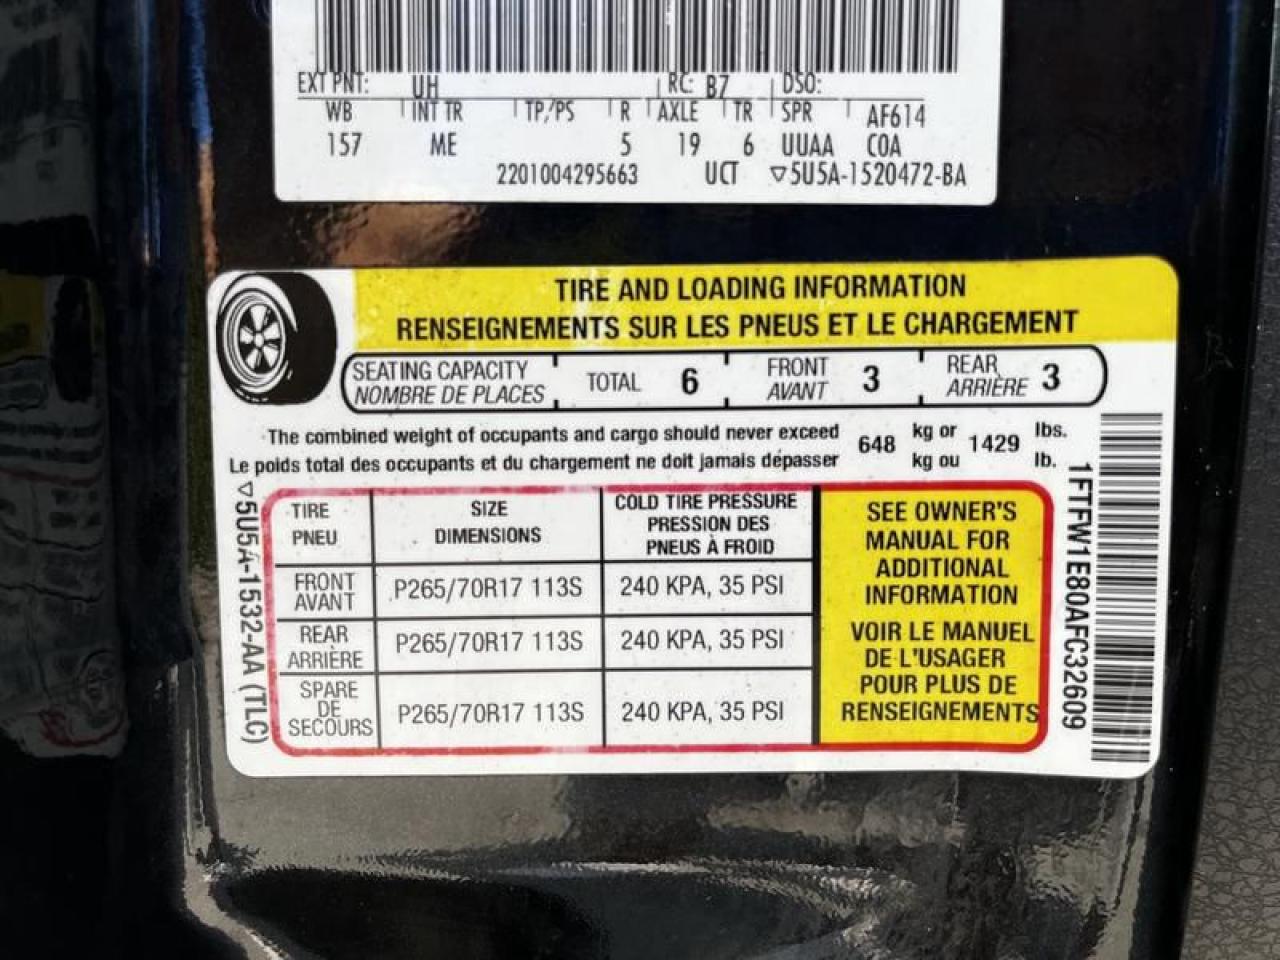 EXT PNT: UH RC: B7 DSO:
WB INT TR TP/PS R AXLE TR SPR AF614
157 ME 5 19 6 UUAA COA
2201004295663 UCT ▽5U5A-1520472-BA
TIRE AND LOADING INFORMATION
RENSEIGNEMENTS SUR LES PNEUS ET LE CHARGEMENT
SEATING CAPACITY TOTAL 6 FRONT 3 REAR 3
NOMBRE DE PLACES AVANT ARRIÈRE
The combined weight of occupants and cargo should never exceed 648 kg or 1429 lbs.
Le poids total des occupants et du chargement ne doit jamais dépasser kg ou lb.
▽5U5A-1532-AA (TLC)
TIRE SIZE COLD TIRE PRESSURE
PNEU DIMENSIONS PRESSION DES
PNEUS À FROID
FRONT P265/70R17 113S 240 KPA, 35 PSI
AVANT
REAR P265/70R17 113S 240 KPA, 35 PSI
ARRIÈRE
SPARE
DE P265/70R17 113S 240 KPA, 35 PSI
SECOURS
SEE OWNER'S
MANUAL FOR
ADDITIONAL
INFORMATION
VOIR LE MANUEL
DE L'USAGER
POUR PLUS DE
RENSEIGNEMENTS
1FTFW1E80AFC32609